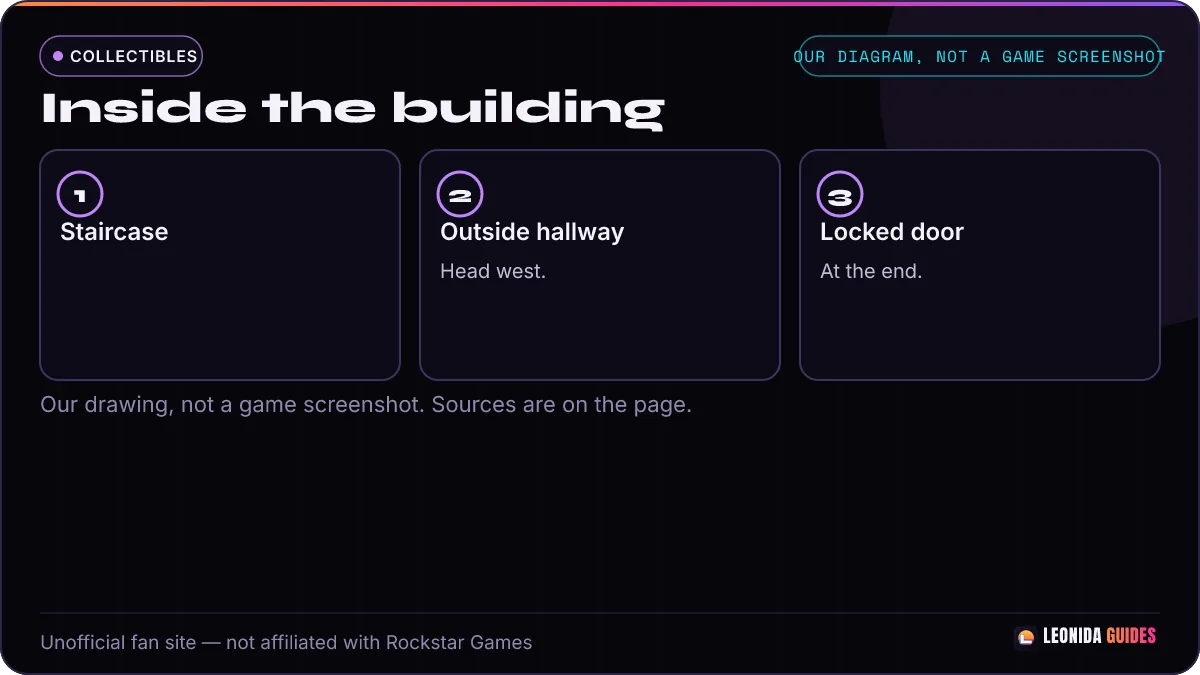 COLLECTIBLES
OUR DIAGRAM, NOT A GAME SCREENSHOT
Inside the building
1
Staircase
2
Outside hallway
Head west.
3
Locked door
At the end.
Our drawing, not a game screenshot. Sources are on the page.
Unofficial fan site — not affiliated with Rockstar Games
LEONIDA GUIDES